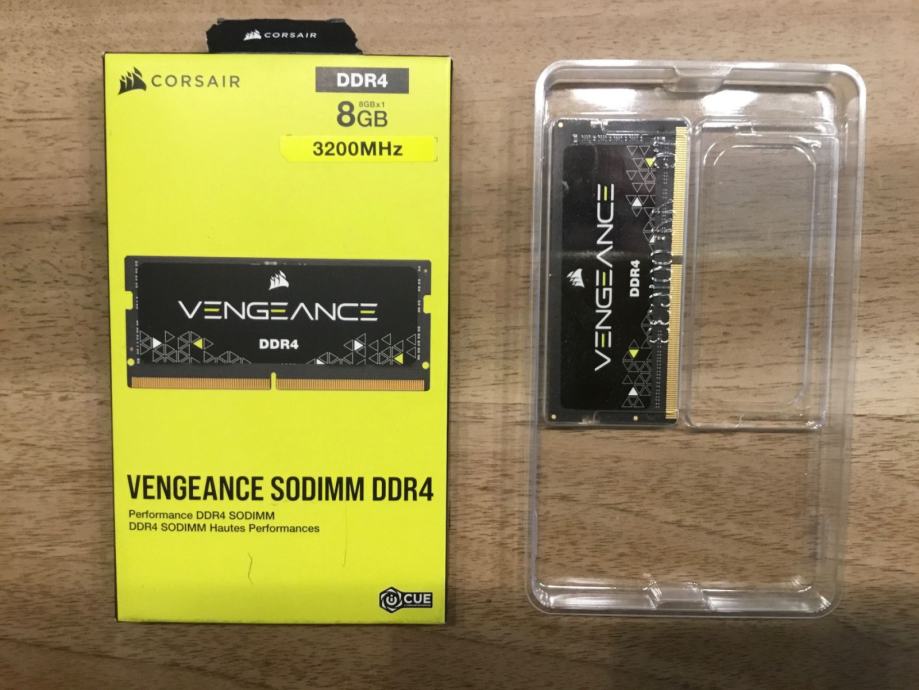 CORSAIR
CORSAIR
DDR4
8GB
8GBx1
3200MHz
VENGEANCE
DDR4
VENGEANCE SODIMM DDR4
Performance DDR4 SODIMM
DDR4 SODIMM Hautes Performances
iCUE
VENGEANCE
DDR4